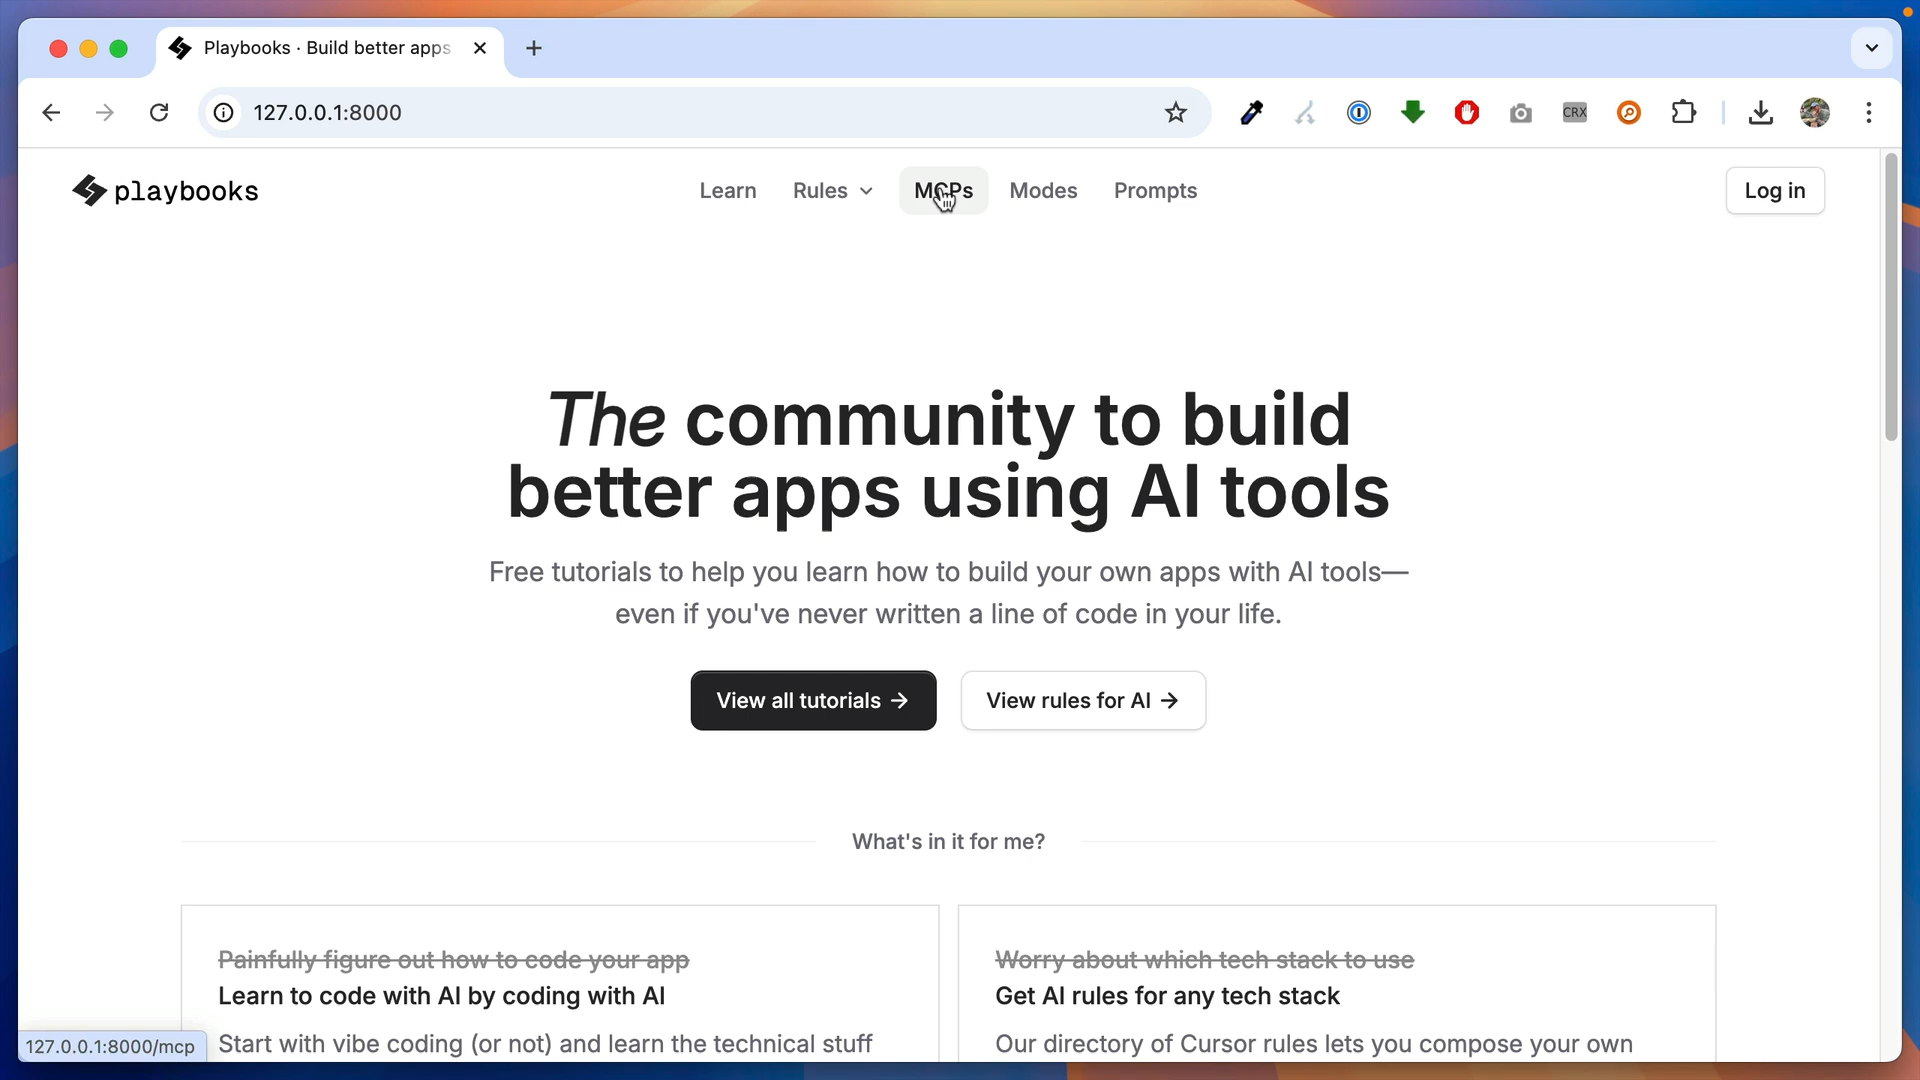 Playbooks · Build better apps
127.0.0.1:8000
CRX
playbooks
Learn
Rules
MCPs
Modes
Prompts
Log in
The community to build
better apps using AI tools
Free tutorials to help you learn how to build your own apps with AI tools—
even if you've never written a line of code in your life.
View all tutorials →
View rules for AI →
What's in it for me?
Painfully figure out how to code your app
Learn to code with AI by coding with AI
Start with vibe coding (or not) and learn the technical stuff
Worry about which tech stack to use
Get AI rules for any tech stack
Our directory of Cursor rules lets you compose your own
127.0.0.1:8000/mcp